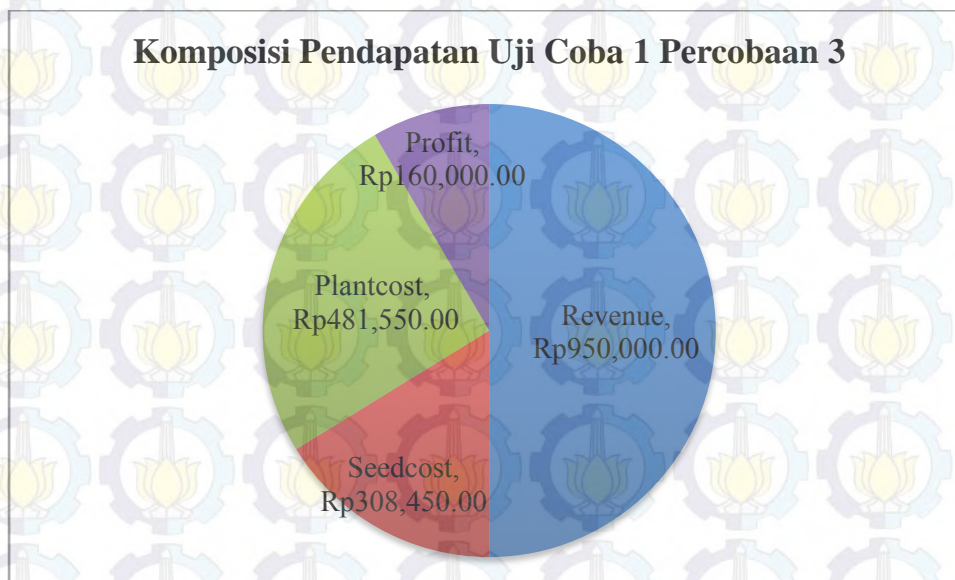 Komposisi Pendapatan Uji Coba 1 Percobaan 3
Profit,
Rp160,000.00
Plantcost,
Rp481,550.00
Revenue,
Rp950,000.00
Seedcost,
Rp308,450.00